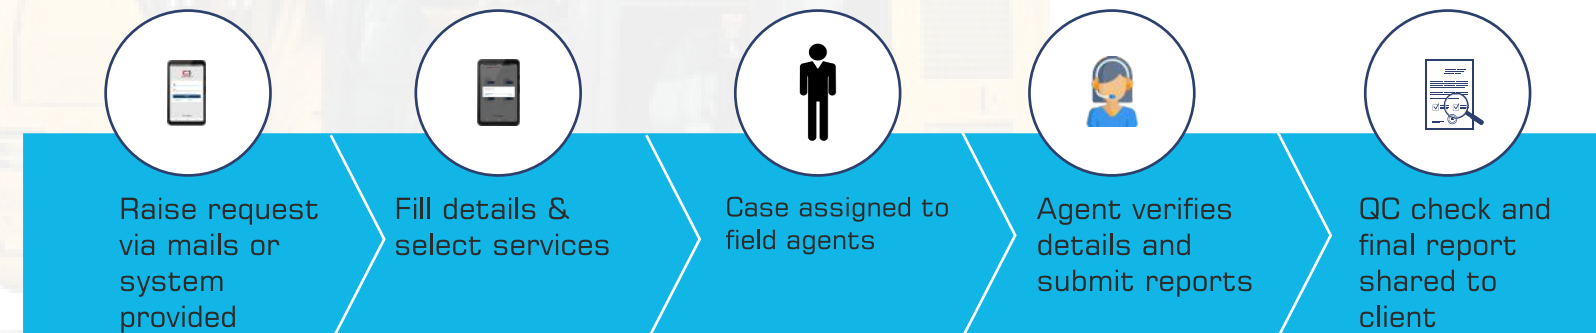 Raise request
via mails or
system
provided
Fill details &
select services
Case assigned to
field agents
Agent verifies
details and
submit reports
QC check and
final report
shared to
client